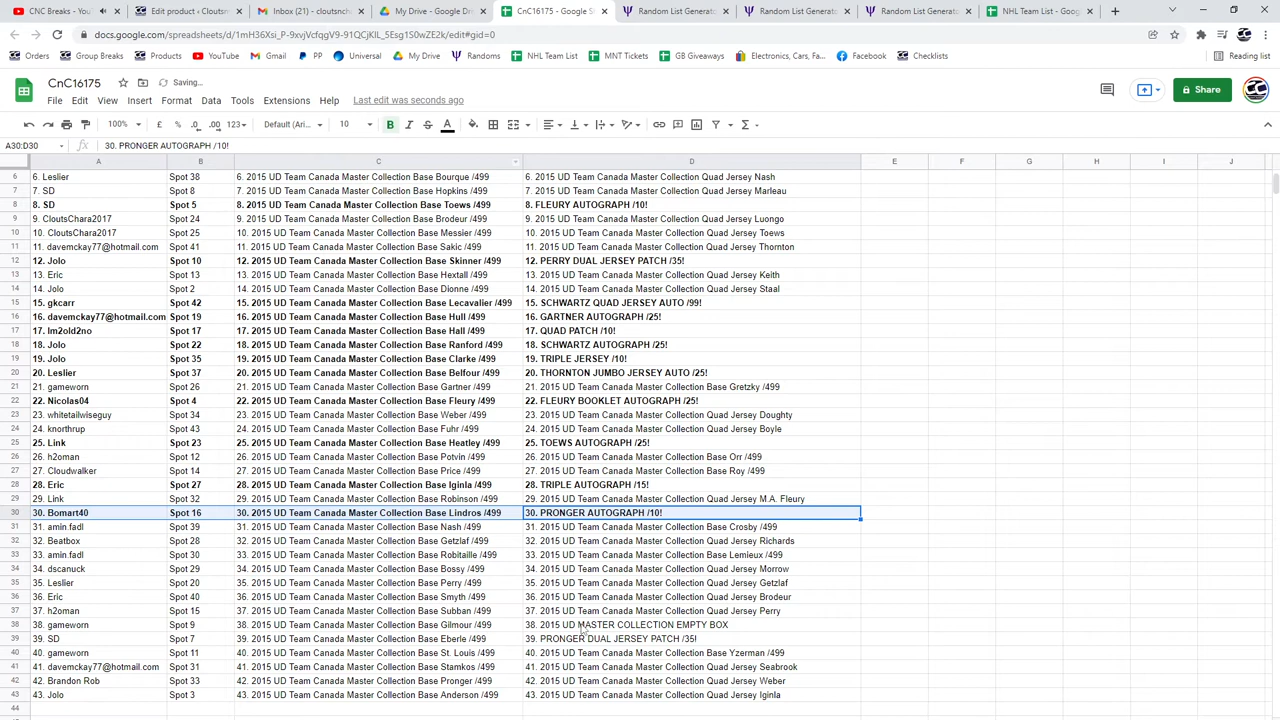 CNC Breaks - You
Edit product ‹ Cloutsn
Inbox (21) - cloutsnch
My Drive - Google Dri
CnC16175 - Google S
Random List Generato
Random List Generato
Random List Generato
NHL Team List - Goog
docs.google.com/spreadsheets/d/1mH36Xsi_P-9xvjVcfqgV9-91QCjKlL_5Esg1S0wZE2k/edit#gid=0
Orders
Group Breaks
Products
YouTube
Gmail
PP
Universal
My Drive
Randoms
NHL Team List
MNT Tickets
GB Giveaways
Electronics, Cars, Fa...
Facebook
Checklists
Reading list
CnC16175
Saving...
File Edit View Insert Format Data Tools Extensions Help Last edit was seconds ago
Share
100% £ % .0 .00 123 Default (Ari... 10
A30:D30 30. PRONGER AUTOGRAPH /10!
A B C D E F G H I J
6 6. Leslier Spot 38 6. 2015 UD Team Canada Master Collection Base Bourque /499 6. 2015 UD Team Canada Master Collection Quad Jersey Nash
7 7. SD Spot 8 7. 2015 UD Team Canada Master Collection Base Hopkins /499 7. 2015 UD Team Canada Master Collection Quad Jersey Marleau
8 8. SD Spot 5 8. 2015 UD Team Canada Master Collection Base Toews /499 8. FLEURY AUTOGRAPH /10!
9 9. CloutsChara2017 Spot 24 9. 2015 UD Team Canada Master Collection Base Brodeur /499 9. 2015 UD Team Canada Master Collection Quad Jersey Luongo
10 10. CloutsChara2017 Spot 25 10. 2015 UD Team Canada Master Collection Base Messier /499 10. 2015 UD Team Canada Master Collection Quad Jersey Toews
11 11. davemckay77@hotmail.com Spot 41 11. 2015 UD Team Canada Master Collection Base Sakic /499 11. 2015 UD Team Canada Master Collection Quad Jersey Thornton
12 12. Jolo Spot 10 12. 2015 UD Team Canada Master Collection Base Skinner /499 12. PERRY DUAL JERSEY PATCH /35!
13 13. Eric Spot 13 13. 2015 UD Team Canada Master Collection Base Hextall /499 13. 2015 UD Team Canada Master Collection Quad Jersey Keith
14 14. Jolo Spot 2 14. 2015 UD Team Canada Master Collection Base Dionne /499 14. 2015 UD Team Canada Master Collection Quad Jersey Staal
15 15. gkcarr Spot 42 15. 2015 UD Team Canada Master Collection Base Lecavalier /499 15. SCHWARTZ QUAD JERSEY AUTO /99!
16 16. davemckay77@hotmail.com Spot 19 16. 2015 UD Team Canada Master Collection Base Hull /499 16. GARTNER AUTOGRAPH /25!
17 17. Im2old2no Spot 17 17. 2015 UD Team Canada Master Collection Base Hall /499 17. QUAD PATCH /10!
18 18. Jolo Spot 22 18. 2015 UD Team Canada Master Collection Base Ranford /499 18. SCHWARTZ AUTOGRAPH /25!
19 19. Jolo Spot 35 19. 2015 UD Team Canada Master Collection Base Clarke /499 19. TRIPLE JERSEY /10!
20 20. Leslier Spot 37 20. 2015 UD Team Canada Master Collection Base Belfour /499 20. THORNTON JUMBO JERSEY AUTO /25!
21 21. gameworn Spot 26 21. 2015 UD Team Canada Master Collection Base Gartner /499 21. 2015 UD Team Canada Master Collection Base Gretzky /499
22 22. Nicolas04 Spot 4 22. 2015 UD Team Canada Master Collection Base Fleury /499 22. FLEURY BOOKLET AUTOGRAPH /25!
23 23. whitetailwiseguy Spot 34 23. 2015 UD Team Canada Master Collection Base Weber /499 23. 2015 UD Team Canada Master Collection Quad Jersey Doughty
24 24. knorthrup Spot 43 24. 2015 UD Team Canada Master Collection Base Fuhr /499 24. 2015 UD Team Canada Master Collection Quad Jersey Boyle
25 25. Link Spot 23 25. 2015 UD Team Canada Master Collection Base Heatley /499 25. TOEWS AUTOGRAPH /25!
26 26. h2oman Spot 12 26. 2015 UD Team Canada Master Collection Base Potvin /499 26. 2015 UD Team Canada Master Collection Base Orr /499
27 27. Cloudwalker Spot 14 27. 2015 UD Team Canada Master Collection Base Price /499 27. 2015 UD Team Canada Master Collection Base Roy /499
28 28. Eric Spot 27 28. 2015 UD Team Canada Master Collection Base Iginla /499 28. TRIPLE AUTOGRAPH /15!
29 29. Link Spot 32 29. 2015 UD Team Canada Master Collection Base Robinson /499 29. 2015 UD Team Canada Master Collection Quad Jersey M.A. Fleury
30 30. Bomart40 Spot 16 30. 2015 UD Team Canada Master Collection Base Lindros /499 30. PRONGER AUTOGRAPH /10!
31 31. amin.fadl Spot 39 31. 2015 UD Team Canada Master Collection Base Nash /499 31. 2015 UD Team Canada Master Collection Base Crosby /499
32 32. Beatbox Spot 28 32. 2015 UD Team Canada Master Collection Base Getzlaf /499 32. 2015 UD Team Canada Master Collection Quad Jersey Richards
33 33. amin.fadl Spot 30 33. 2015 UD Team Canada Master Collection Base Robitaille /499 33. 2015 UD Team Canada Master Collection Base Lemieux /499
34 34. dscanuck Spot 29 34. 2015 UD Team Canada Master Collection Base Bossy /499 34. 2015 UD Team Canada Master Collection Quad Jersey Morrow
35 35. Leslier Spot 20 35. 2015 UD Team Canada Master Collection Base Perry /499 35. 2015 UD Team Canada Master Collection Quad Jersey Getzlaf
36 36. Eric Spot 40 36. 2015 UD Team Canada Master Collection Base Smyth /499 36. 2015 UD Team Canada Master Collection Quad Jersey Brodeur
37 37. h2oman Spot 15 37. 2015 UD Team Canada Master Collection Base Subban /499 37. 2015 UD Team Canada Master Collection Quad Jersey Perry
38 38. gameworn Spot 9 38. 2015 UD Team Canada Master Collection Base Gilmour /499 38. 2015 UD MASTER COLLECTION EMPTY BOX
39 39. SD Spot 7 39. 2015 UD Team Canada Master Collection Base Eberle /499 39. PRONGER DUAL JERSEY PATCH /35!
40 40. gameworn Spot 11 40. 2015 UD Team Canada Master Collection Base St. Louis /499 40. 2015 UD Team Canada Master Collection Base Yzerman /499
41 41. davemckay77@hotmail.com Spot 31 41. 2015 UD Team Canada Master Collection Base Stamkos /499 41. 2015 UD Team Canada Master Collection Quad Jersey Seabrook
42 42. Brandon Rob Spot 33 42. 2015 UD Team Canada Master Collection Base Pronger /499 42. 2015 UD Team Canada Master Collection Quad Jersey Weber
43 43. Jolo Spot 3 43. 2015 UD Team Canada Master Collection Base Anderson /499 43. 2015 UD Team Canada Master Collection Quad Jersey Iginla
44